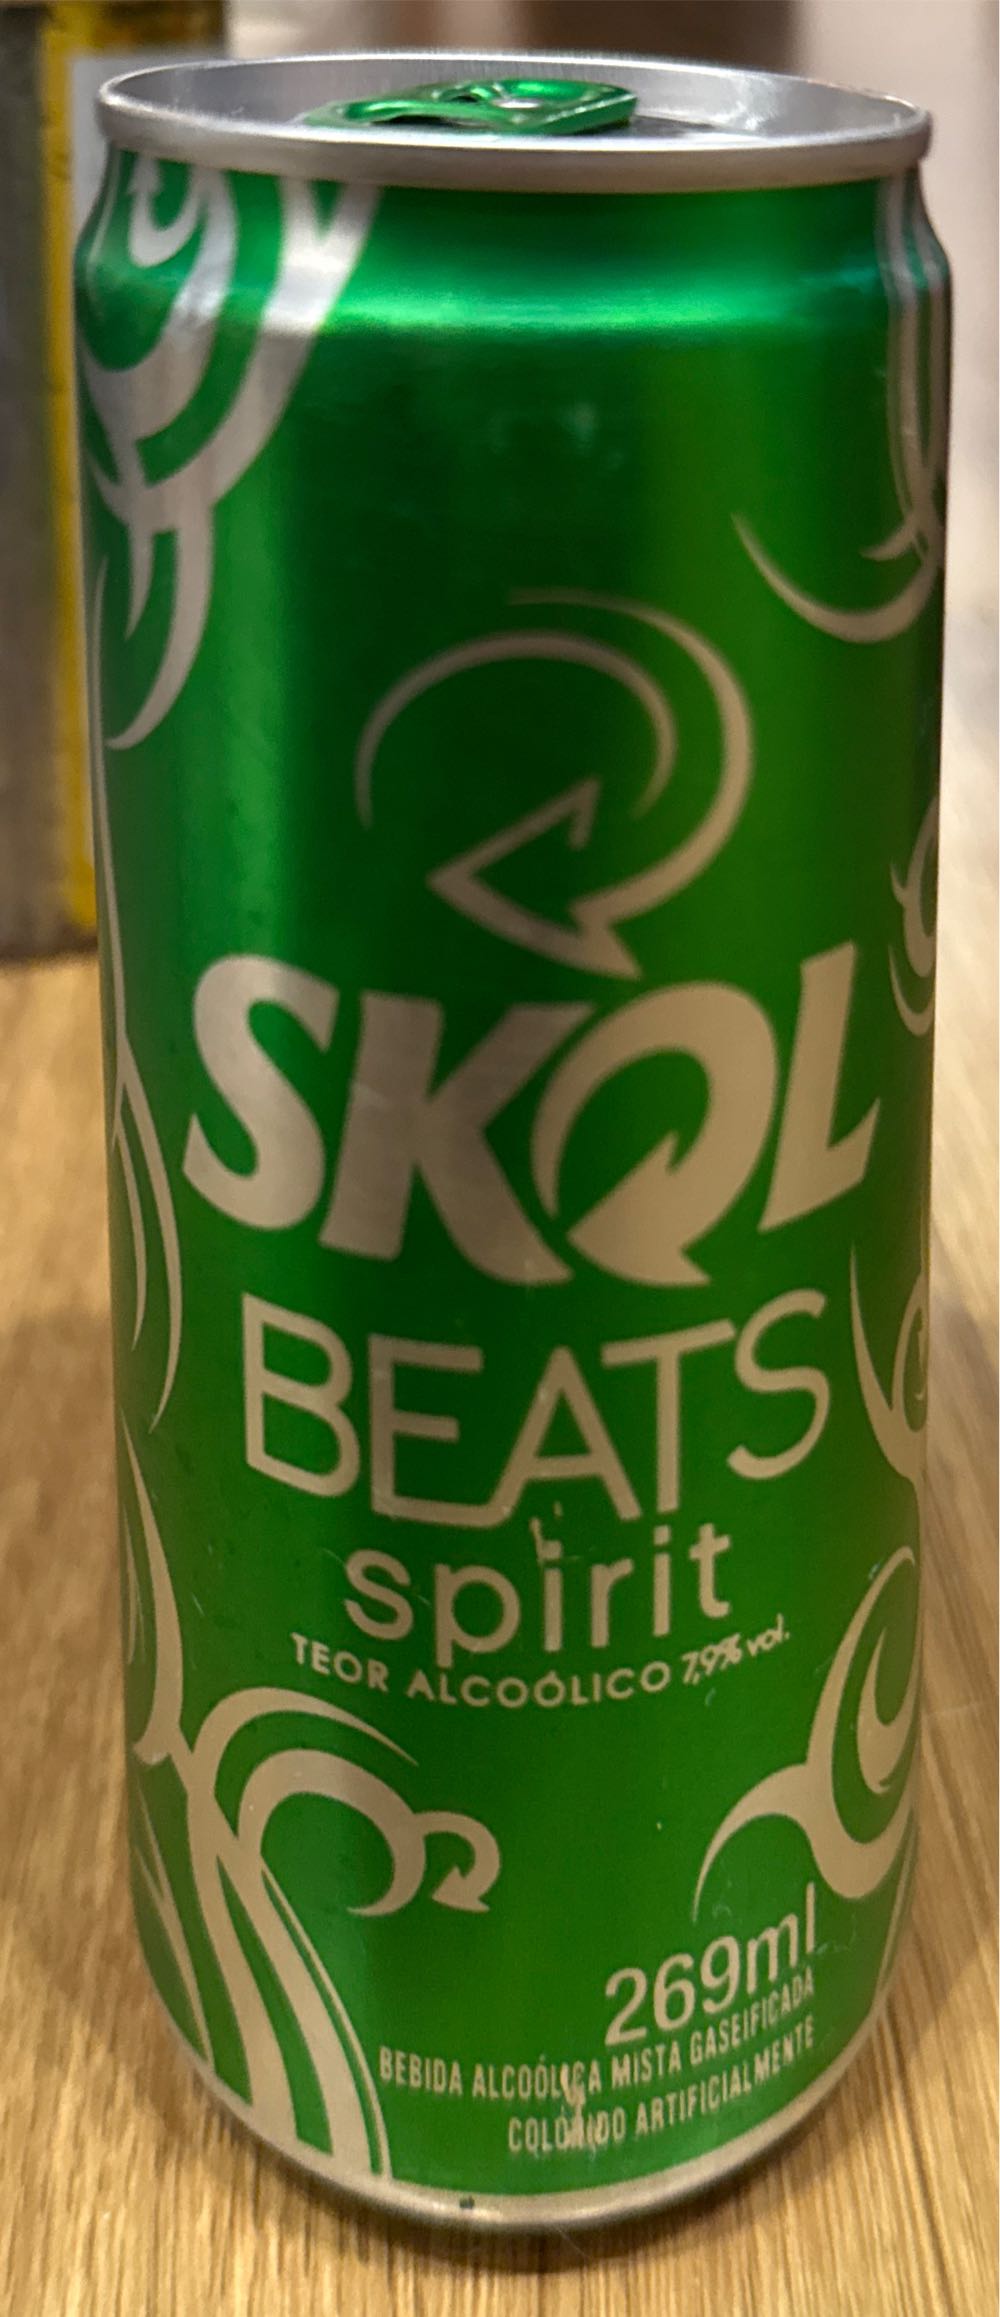 SKOL
BEATS
spirit
TEOR ALCOÓLICO 7,9% vol.
269ml
BEBIDA ALCOÓLICA MISTA GASEIFICADA
COLORIDO ARTIFICIALMENTE